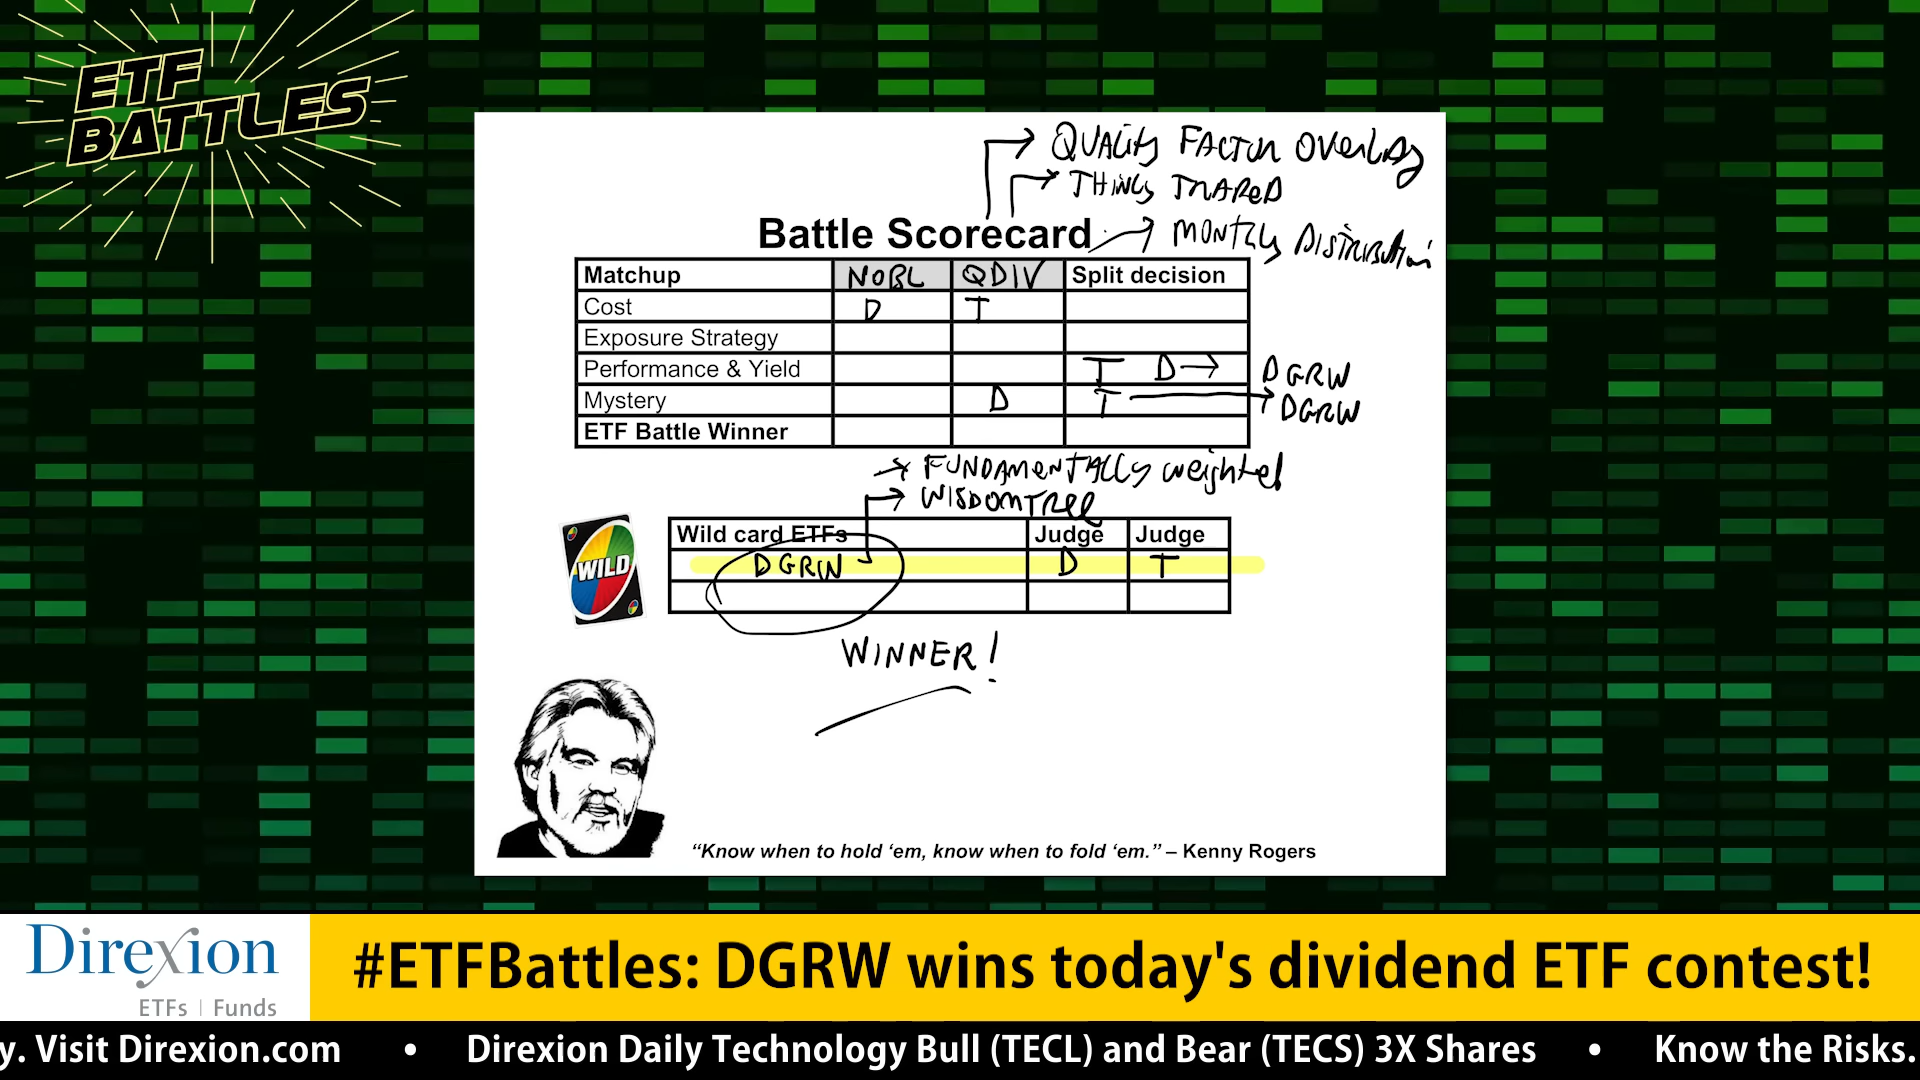 ETF
BATTLES
QUALITY FACTOR OVERLAY
THINLY TRADED
Battle Scorecard
MONTHLY DISTRIBUTION
Matchup NOBL QDIV Split decision
Cost D T
Exposure Strategy
Performance & Yield T D → DGRW
Mystery D T → DGRW
ETF Battle Winner
FUNDAMENTALLY weighted
WISDOMTREE
Wild card ETFs Judge Judge
DGRW D T
WILD
WINNER!
“Know when to hold ‘em, know when to fold ‘em.” – Kenny Rogers
Direxion
ETFs | Funds
#ETFBattles: DGRW wins today's dividend ETF contest!
y. Visit Direxion.com • Direxion Daily Technology Bull (TECL) and Bear (TECS) 3X Shares • Know the Risks.